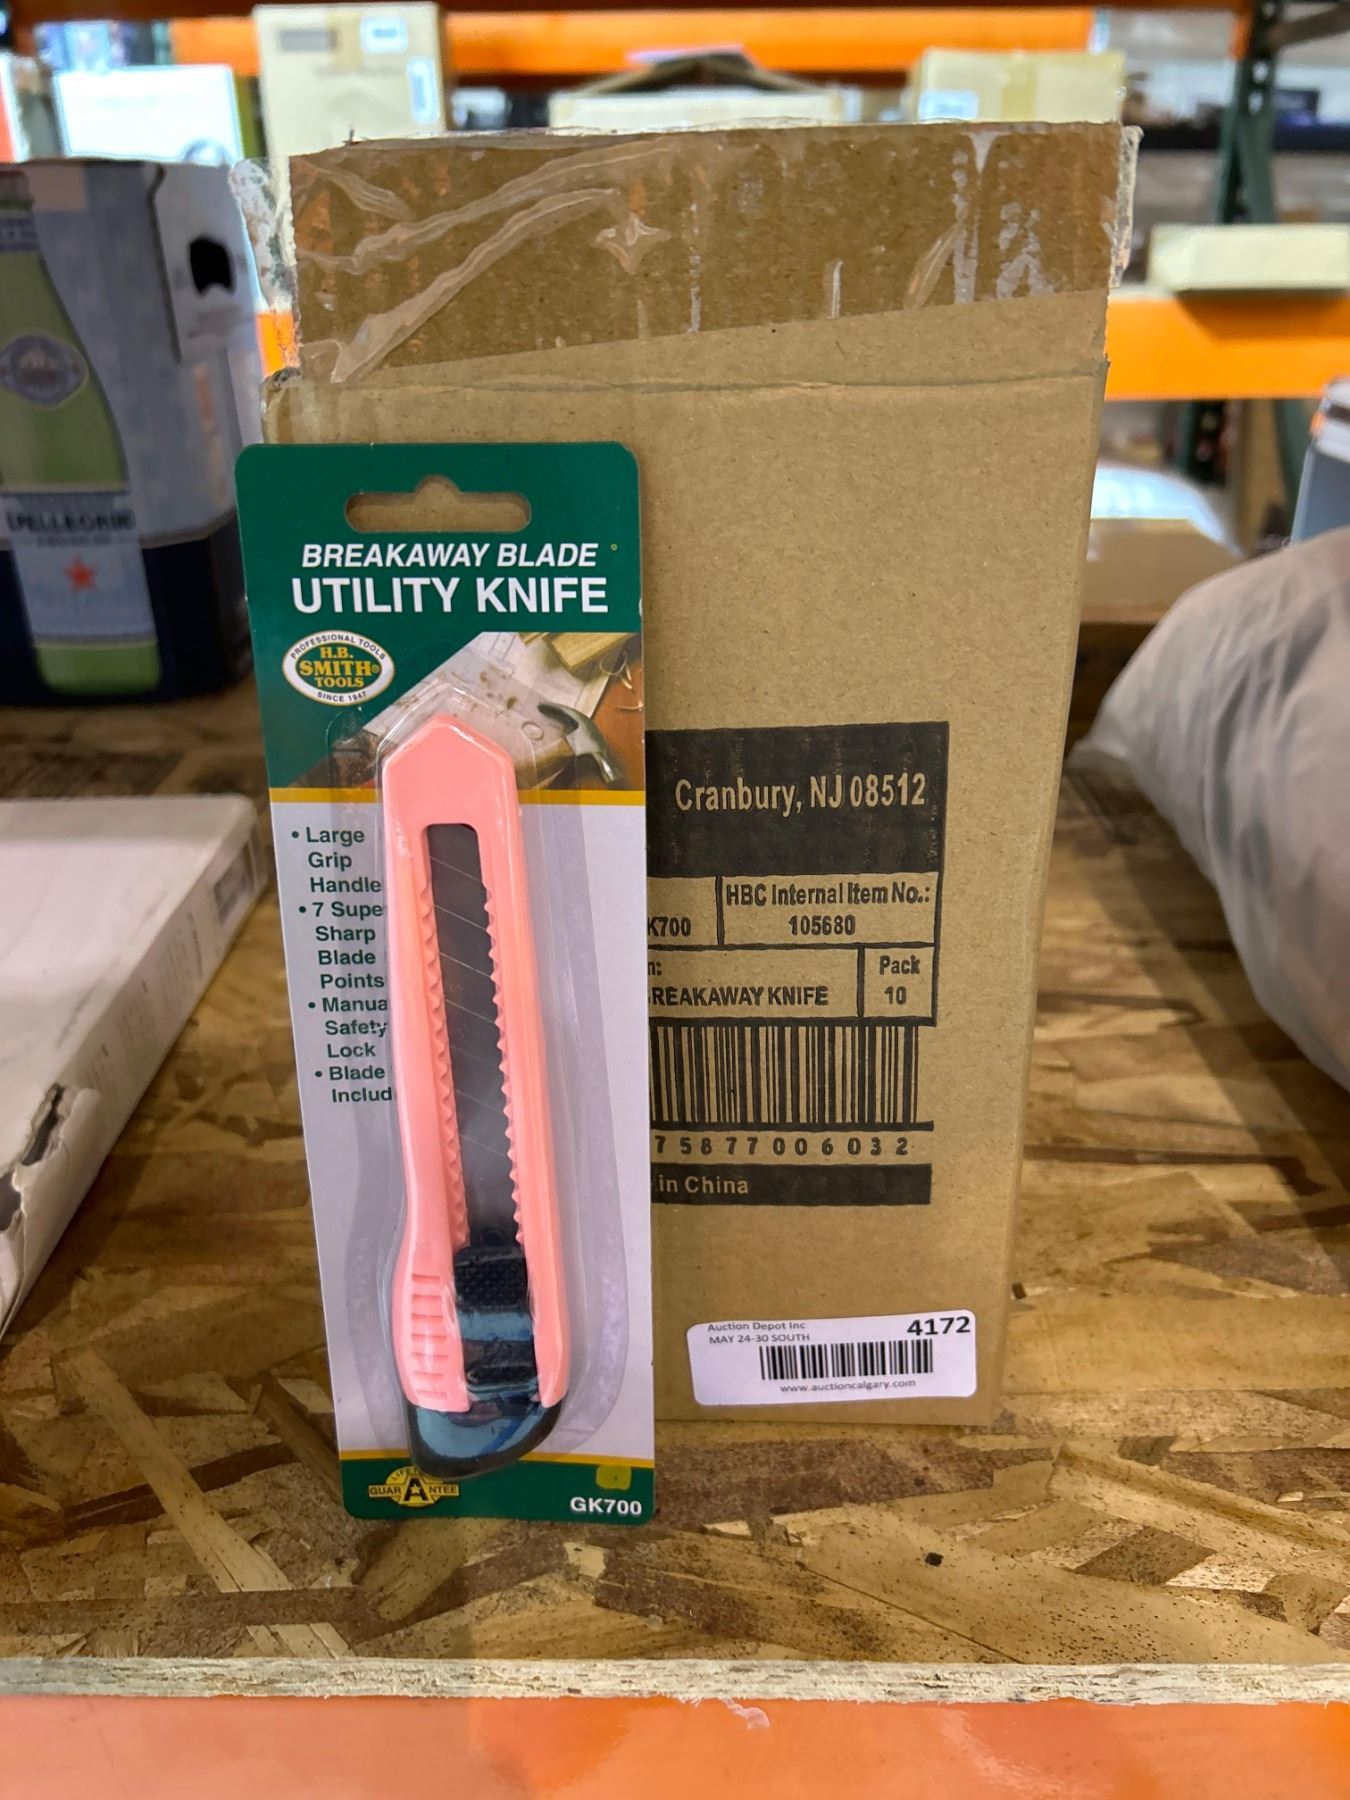 BREAKAWAY BLADE
UTILITY KNIFE
PROFESSIONAL TOOLS
H.B.
SMITH®
TOOLS
SINCE 1947
• Large
Grip
Handle
• 7 Supe
Sharp
Blade
Points
• Manua
Safety
Lock
• Blade
Includ
GUAR A NTEE
GK700
Cranbury, NJ 08512
HBC Internal Item No.:
K700 105680
n: Pack
REAKAWAY KNIFE 10
7 5 8 7 7 0 0 6 0 3 2
in China
Auction Depot Inc 4172
MAY 24-30 SOUTH
www.auctioncalgary.com
PELLEGRIN